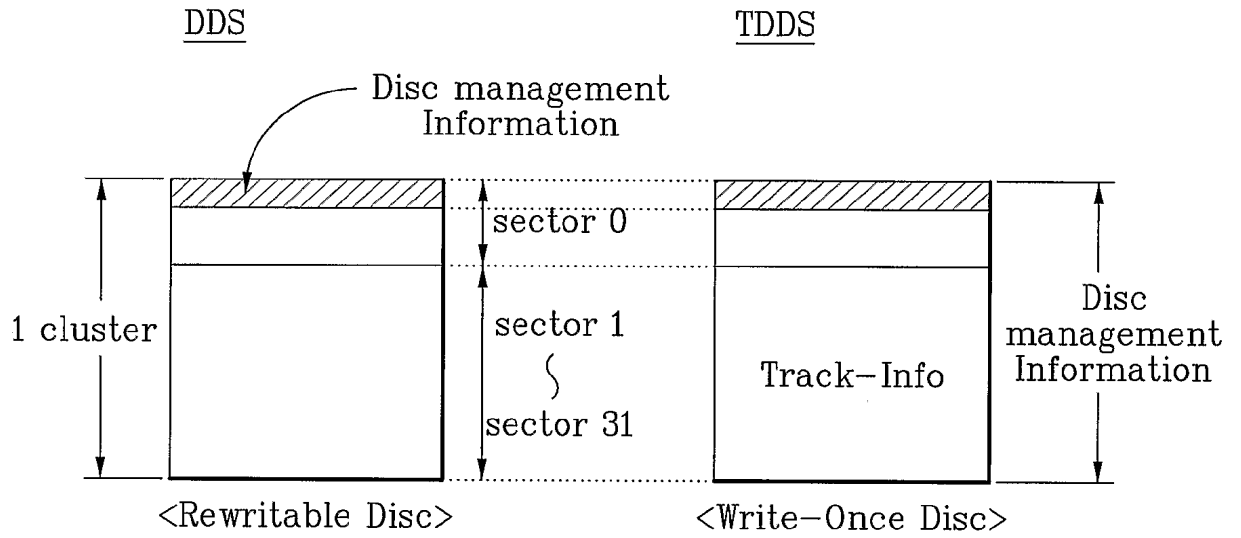 DDS
TDDS
Disc management
Information
sector 0
1 cluster
sector 1
sector 31
Track-Info
Disc
management
Information
<Rewritable Disc>
<Write-Once Disc>